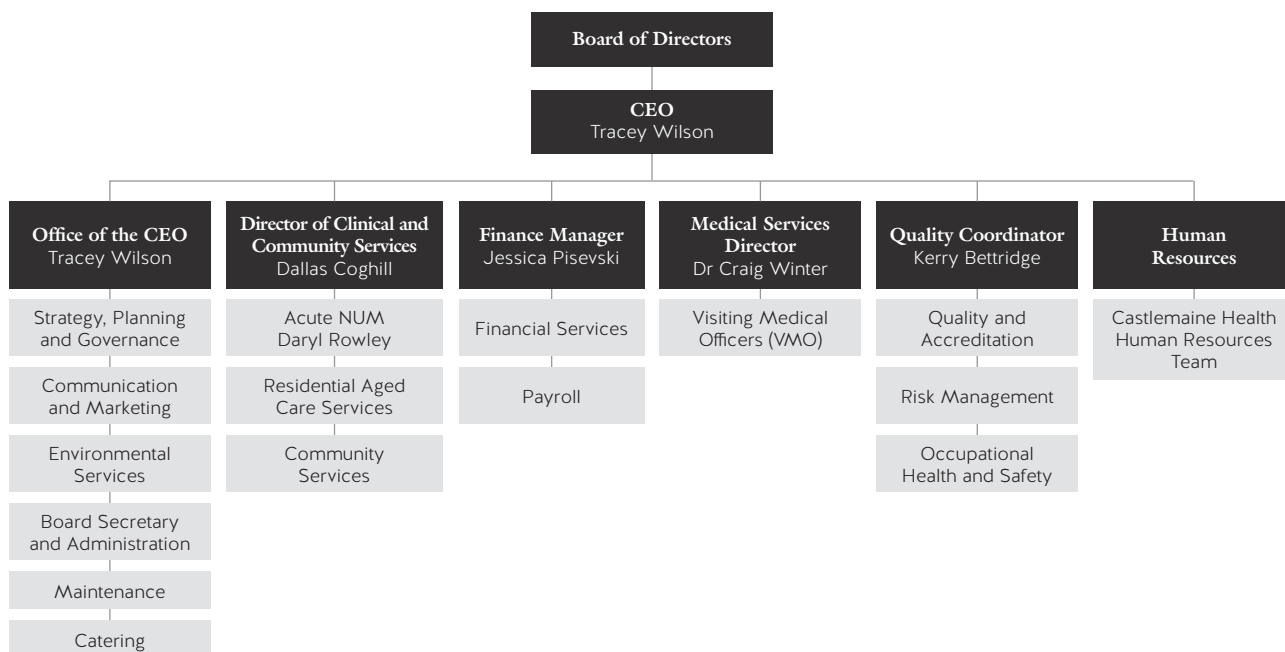 Board of Directors
CEO
Tracey Wilson
Office of the CEO
Tracey Wilson
Strategy, Planning
and Governance
Communication
and Marketing
Environmental
Services
Board Secretary
and Administration
Maintenance
Catering
Director of Clinical and
Community Services
Dallas Coghill
Acute NUM
Daryl Rowley
Residential Aged
Care Services
Community
Services
Finance Manager
Jessica Pisevski
Financial Services
Payroll
Medical Services
Director
Dr Craig Winter
Visiting Medical
Officers (VMO)
Quality Coordinator
Kerry Bettridge
Quality and
Accreditation
Risk Management
Occupational
Health and Safety
Human
Resources
Castlemaine Health
Human Resources
Team